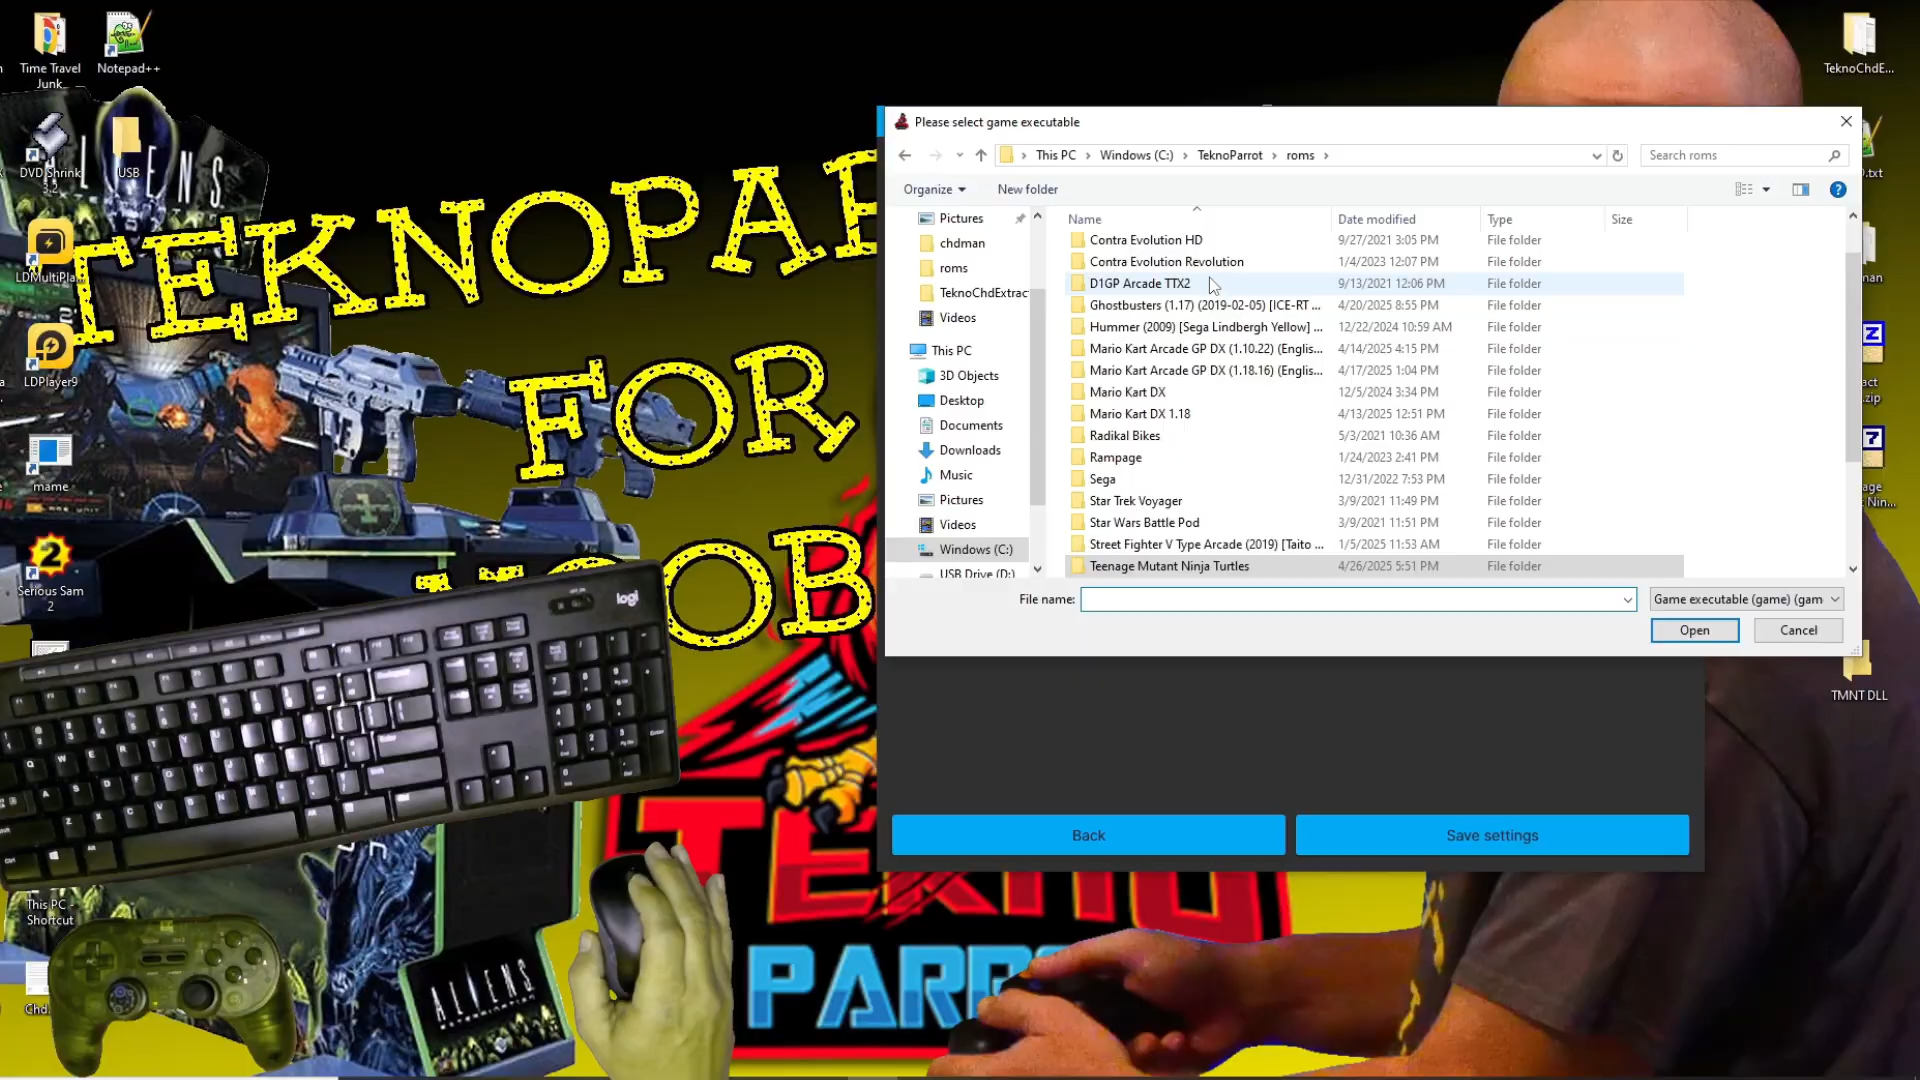 Time Travel
Junk
Notepad++
DVD Shrink
3.2
USB
LDMultiPla...
LDPlayer9
mame
Serious Sam
2
This PC -
Shortcut
TeknoChdE...
TMNT DLL
TEKNOPAR
FOR
NOOB
ALIENS
logi
TEKNO
PARR
ALIENS
Please select game executable
This PC
Windows (C:)
TeknoParrot
roms
Search roms
Organize
New folder
Pictures
chdman
roms
TeknoChdExtrac
Videos
This PC
3D Objects
Desktop
Documents
Downloads
Music
Pictures
Videos
Windows (C:)
USB Drive (D:)
Name Date modified Type Size
Contra Evolution HD 9/27/2021 3:05 PM File folder
Contra Evolution Revolution 1/4/2023 12:07 PM File folder
D1GP Arcade TTX2 9/13/2021 12:06 PM File folder
Ghostbusters (1.17) (2019-02-05) [ICE-RT ... 4/20/2025 8:55 PM File folder
Hummer (2009) [Sega Lindbergh Yellow] ... 12/22/2024 10:59 AM File folder
Mario Kart Arcade GP DX (1.10.22) (Englis... 4/14/2025 4:15 PM File folder
Mario Kart Arcade GP DX (1.18.16) (Englis... 4/17/2025 1:04 PM File folder
Mario Kart DX 12/5/2024 3:34 PM File folder
Mario Kart DX 1.18 4/13/2025 12:51 PM File folder
Radikal Bikes 5/3/2021 10:36 AM File folder
Rampage 1/24/2023 2:41 PM File folder
Sega 12/31/2022 7:53 PM File folder
Star Trek Voyager 3/9/2021 11:49 PM File folder
Star Wars Battle Pod 3/9/2021 11:51 PM File folder
Street Fighter V Type Arcade (2019) [Taito ... 1/5/2025 11:53 AM File folder
Teenage Mutant Ninja Turtles 4/26/2025 5:51 PM File folder
File name:
Game executable (game) (gam
Open
Cancel
Back
Save settings